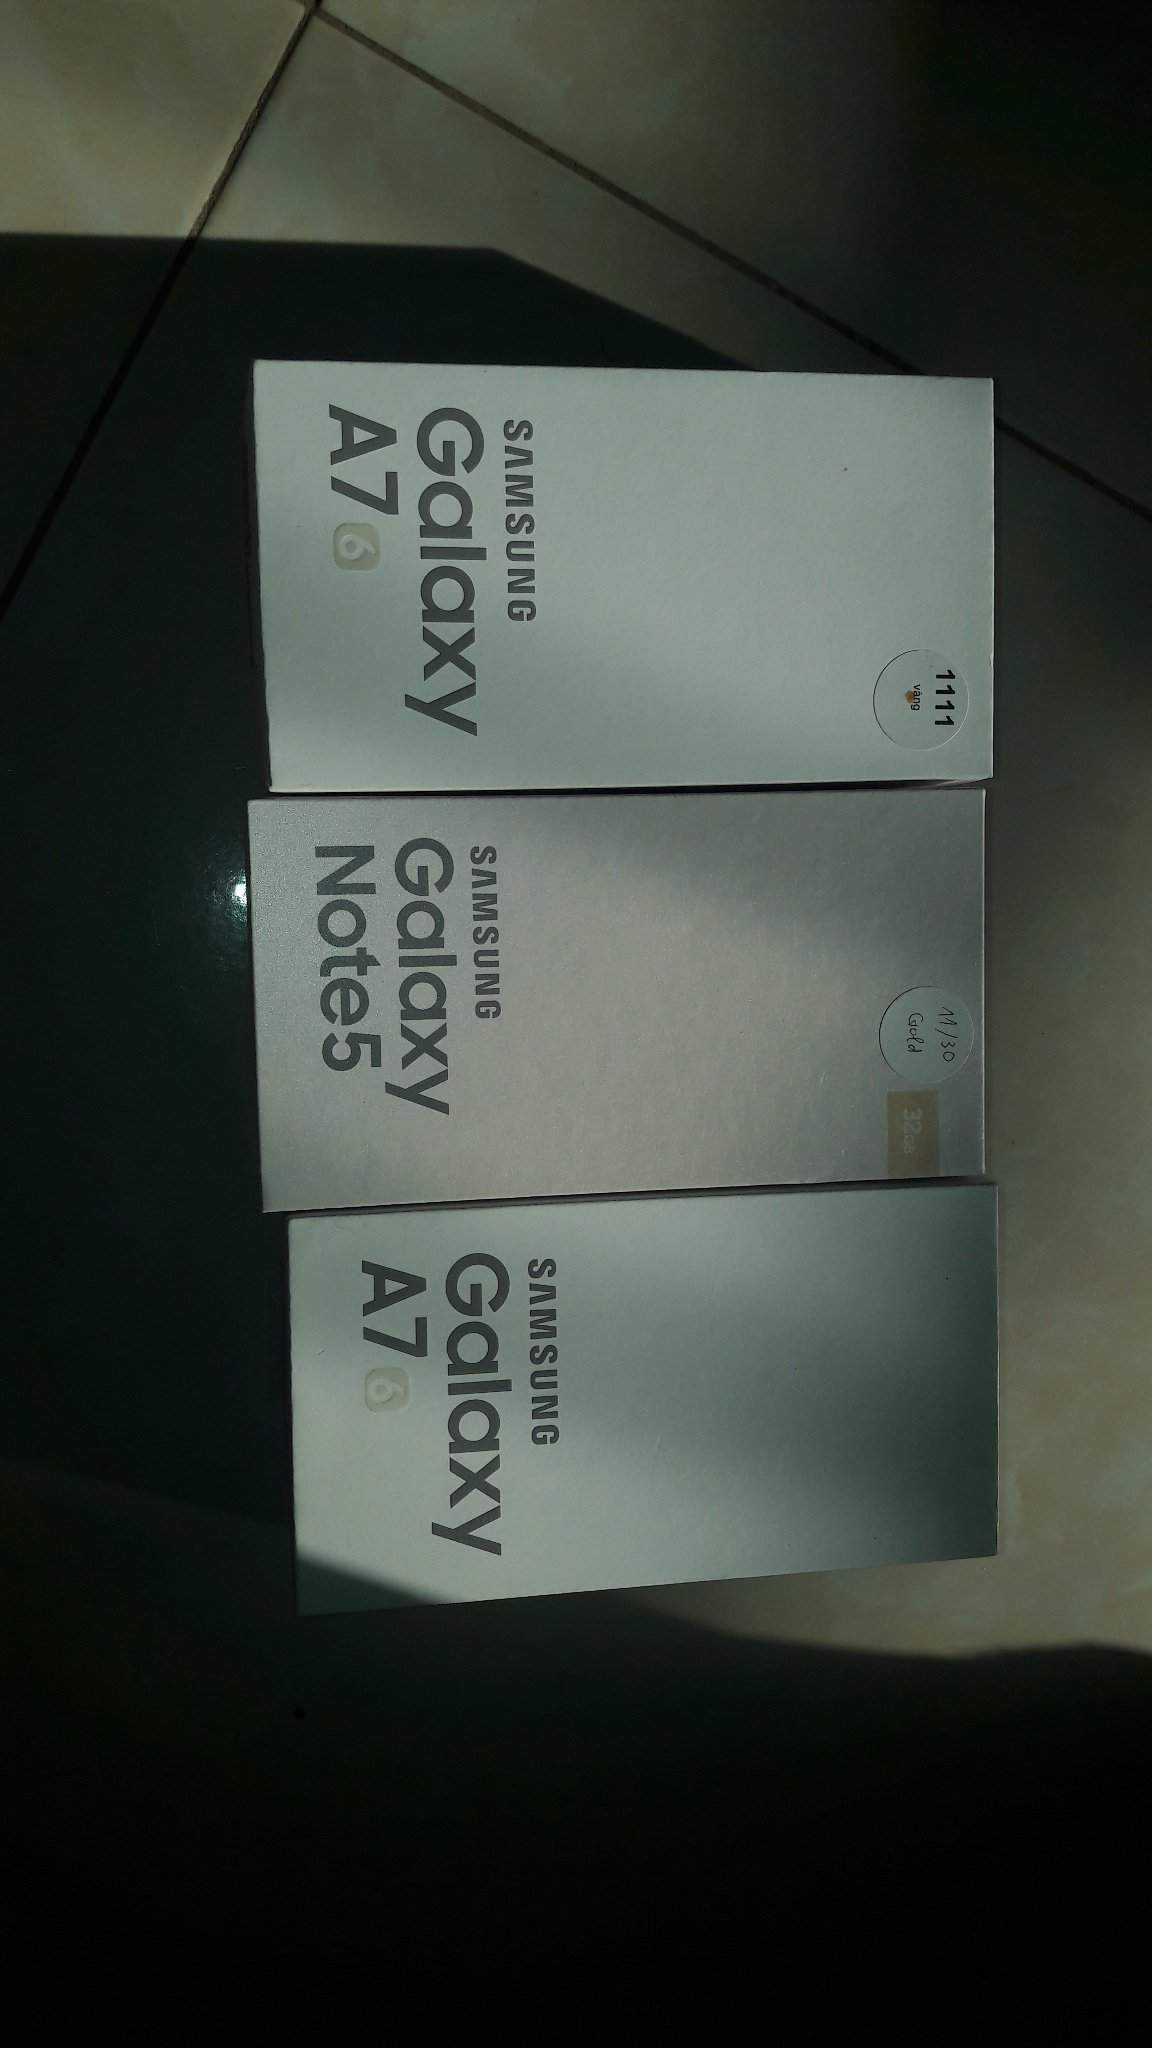 SAMSUNG
Galaxy
A7 6
1111
vàng
SAMSUNG
Galaxy
Note5
11/30
Gold
32GB
SAMSUNG
Galaxy
A7 6